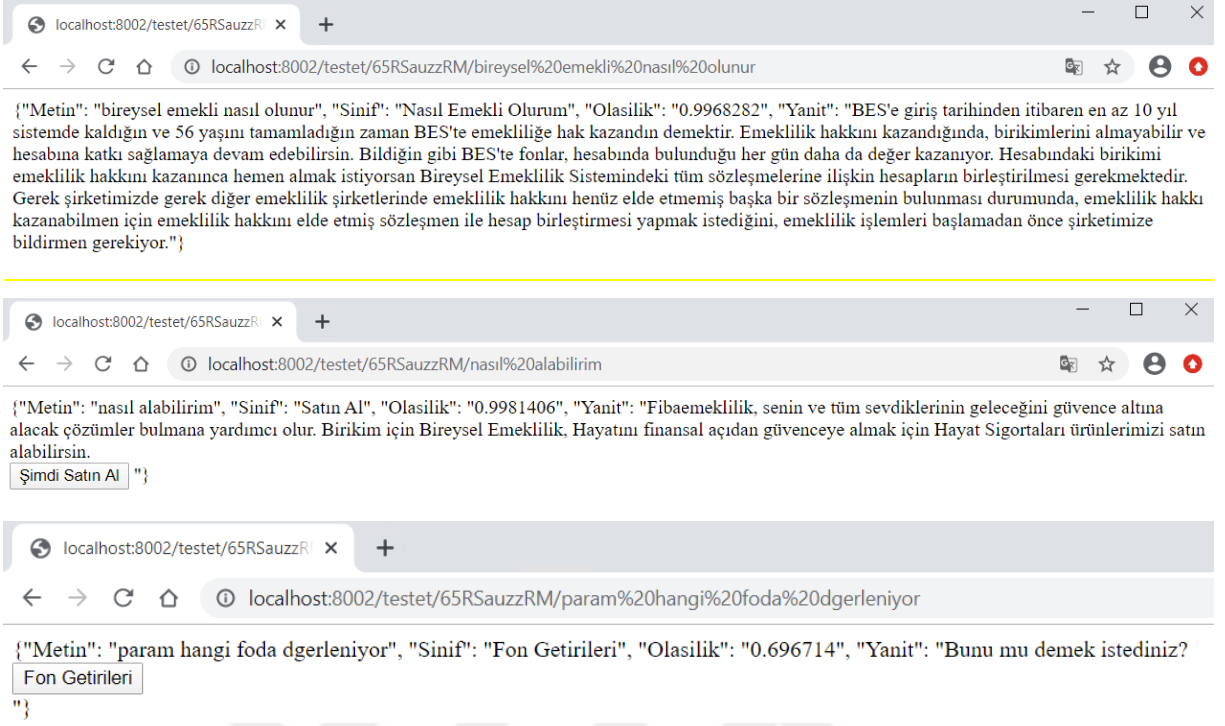 localhost:8002/testet/65RSauzzR
localhost:8002/testet/65RSauzzRM/bireysel%20emekli%20nasıl%20olunur
{"Metin": "bireysel emekli nasıl olunur", "Sinif": "Nasıl Emekli Olurum", "Olasilik": "0.9968282", "Yanit": "BES'e giriş tarihinden itibaren en az 10 yıl
sistemde kaldığın ve 56 yaşını tamamladığın zaman BES'te emekliliğe hak kazandın demektir. Emeklilik hakkını kazandığında, birikimlerini almayabilir ve
hesabına katkı sağlamaya devam edebilirsin. Bildiğin gibi BES'te fonlar, hesabında bulunduğu her gün daha da değer kazanıyor. Hesabındaki birikimi
emeklilik hakkını kazanınca hemen almak istiyorsan Bireysel Emeklilik Sistemindeki tüm sözleşmelerine ilişkin hesapların birleştirilmesi gerekmektedir.
Gerek şirketimizde gerek diğer emeklilik şirketlerinde emeklilik hakkını henüz elde etmemiş başka bir sözleşmenin bulunması durumunda, emeklilik hakkı
kazanabilmen için emeklilik hakkını elde etmiş sözleşmen ile hesap birleştirmesi yapmak istediğini, emeklilik işlemleri başlamadan önce şirketimize
bildirmen gerekiyor."}
localhost:8002/testet/65RSauzzR
localhost:8002/testet/65RSauzzRM/nasıl%20alabilirim
{"Metin": "nasıl alabilirim", "Sinif": "Satın Al", "Olasilik": "0.9981406", "Yanit": "Fibaemeklilik, senin ve tüm sevdiklerinin geleceğini güvence altına
alacak çözümler bulmana yardımcı olur. Birikim için Bireysel Emeklilik, Hayatını finansal açıdan güvenceye almak için Hayat Sigortaları ürünlerimizi satın
alabilirsin.
Şimdi Satın Al "}
localhost:8002/testet/65RSauzzR
localhost:8002/testet/65RSauzzRM/param%20hangi%20foda%20dgerleniyor
{"Metin": "param hangi foda dgerleniyor", "Sinif": "Fon Getirileri", "Olasilik": "0.696714", "Yanit": "Bunu mu demek istediniz?
Fon Getirileri
"}